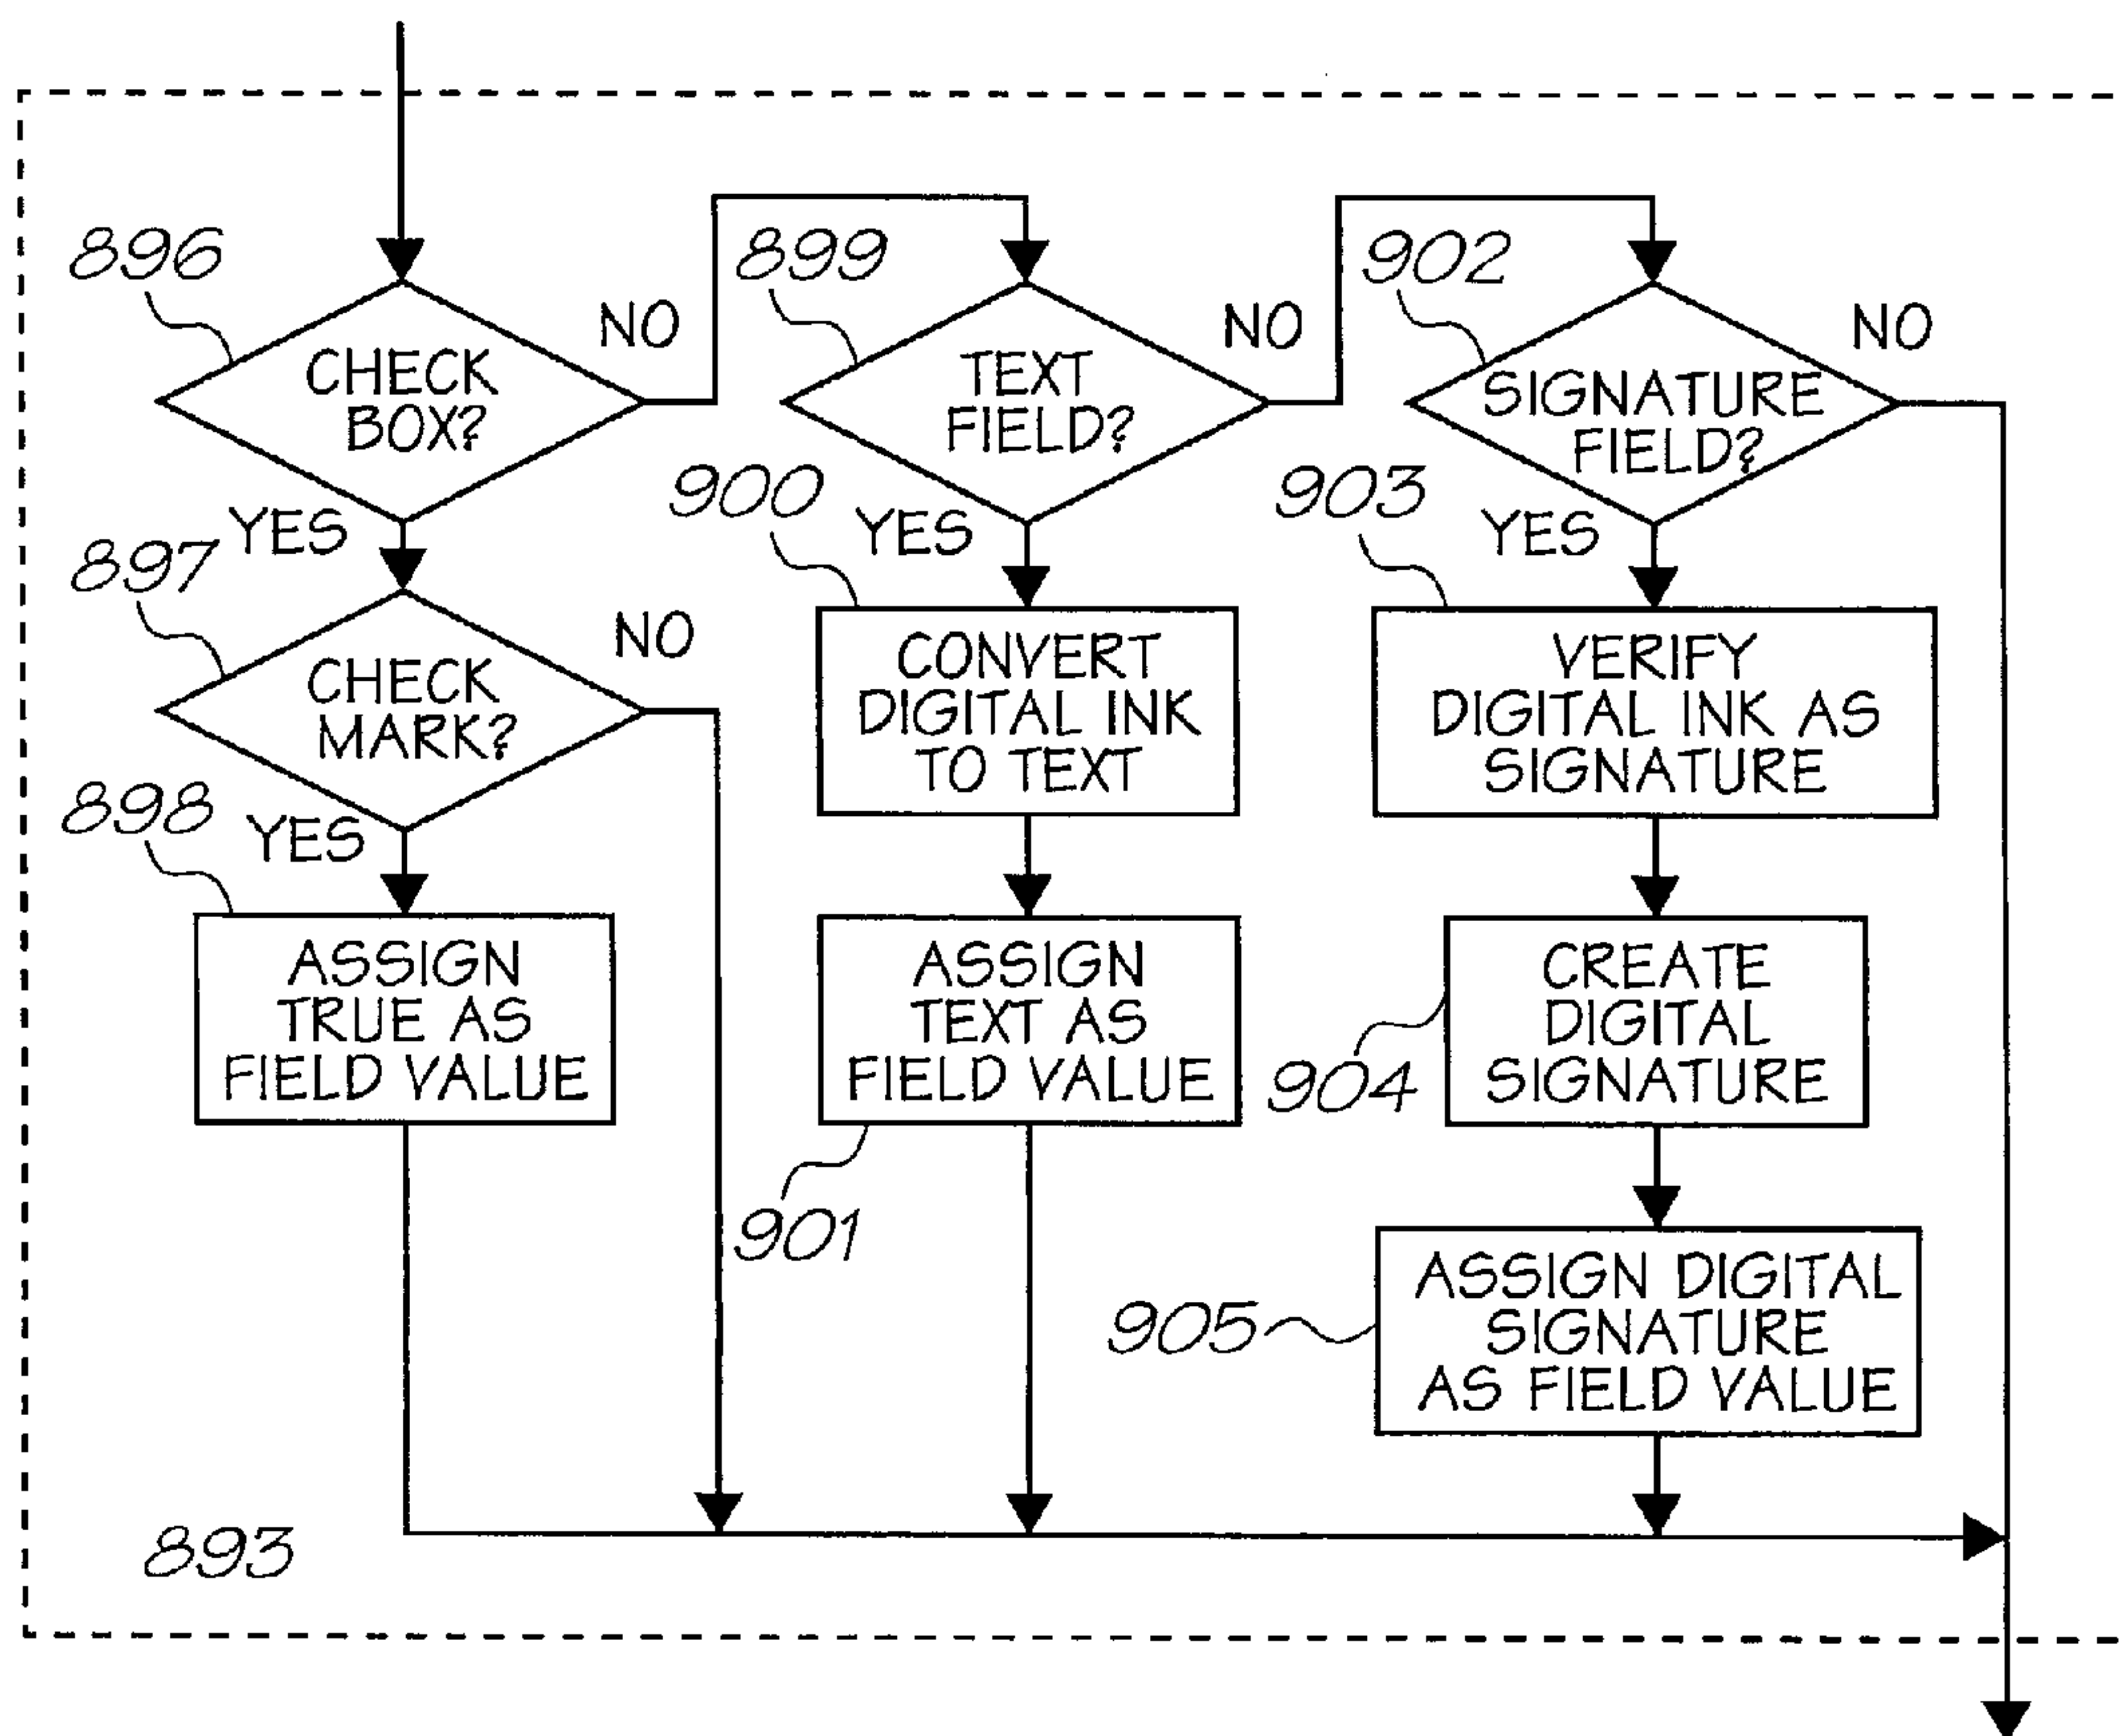 896
CHECK
BOX?
NO
YES
897
CHECK
MARK?
NO
YES
898
ASSIGN
TRUE AS
FIELD VALUE
899
TEXT
FIELD?
NO
YES
900
CONVERT
DIGITAL INK
TO TEXT
ASSIGN
TEXT AS
FIELD VALUE
901
902
SIGNATURE
FIELD?
NO
YES
903
VERIFY
DIGITAL INK AS
SIGNATURE
CREATE
DIGITAL
SIGNATURE
904
ASSIGN DIGITAL
SIGNATURE
AS FIELD VALUE
905
893